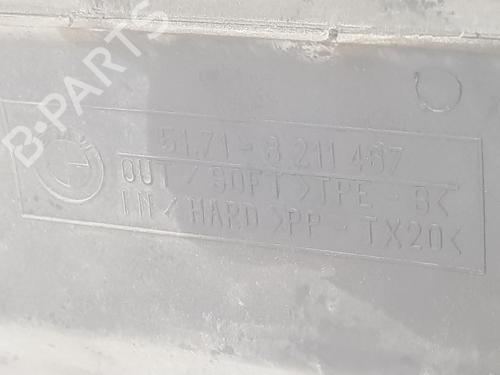 B-PARTS
51.71-8 211 467
OUT/SOFT >TPE-S<
IN/HARD >PP-TX20<